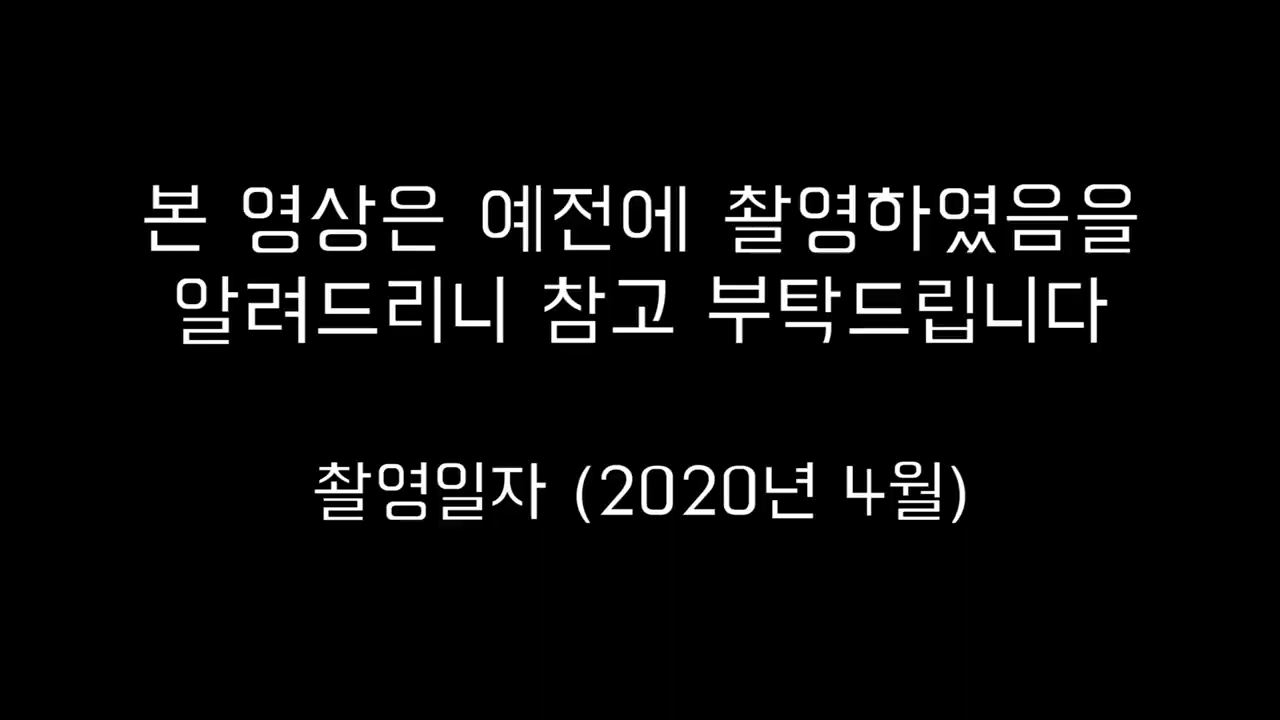 본 영상은 예전에 촬영하였음을
알려드리니 참고 부탁드립니다
촬영일자 (2020년 4월)